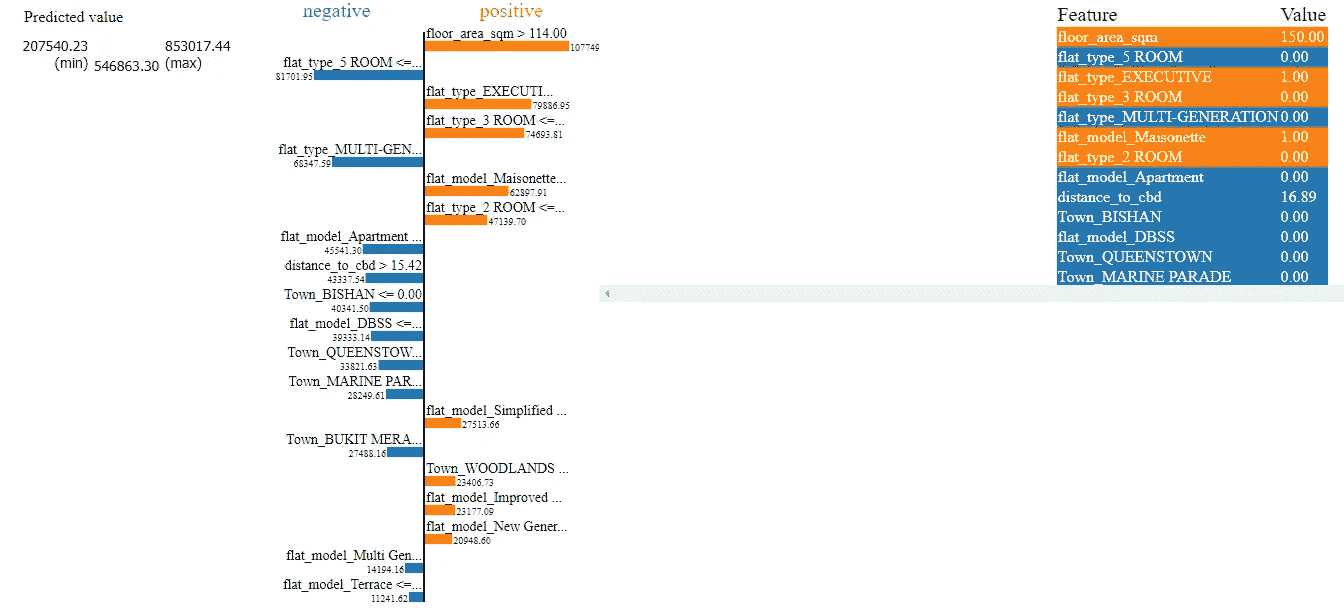 Predicted value
207540.23
(min)
546863.30
853017.44
(max)
negative
positive
floor_area_sqm > 114.00
107749
flat_type_5 ROOM <=...
81701.95
flat_type_EXECUTI...
79886.95
flat_type_3 ROOM <=...
74693.81
flat_type_MULTI-GEN...
68347.59
flat_model_Maisonette...
62897.91
flat_type_2 ROOM <=...
47139.70
flat_model_Apartment ...
45541.30
distance_to_cbd > 15.42
43337.54
Town_BISHAN <= 0.00
40341.50
flat_model_DBSS <=...
39333.14
Town_QUEENSTOW...
33821.63
Town_MARINE PAR...
28249.61
flat_model_Simplified ...
27513.66
Town_BUKIT MERA...
27488.16
Town_WOODLANDS ...
23406.73
flat_model_Improved ...
23177.09
flat_model_New Gener...
20948.60
flat_model_Multi Gen...
14194.16
flat_model_Terrace <=...
11241.62
Feature Value
floor_area_sqm 150.00
flat_type_5 ROOM 0.00
flat_type_EXECUTIVE 1.00
flat_type_3 ROOM 0.00
flat_type_MULTI-GENERATION 0.00
flat_model_Maisonette 1.00
flat_type_2 ROOM 0.00
flat_model_Apartment 0.00
distance_to_cbd 16.89
Town_BISHAN 0.00
flat_model_DBSS 0.00
Town_QUEENSTOWN 0.00
Town_MARINE PARADE 0.00